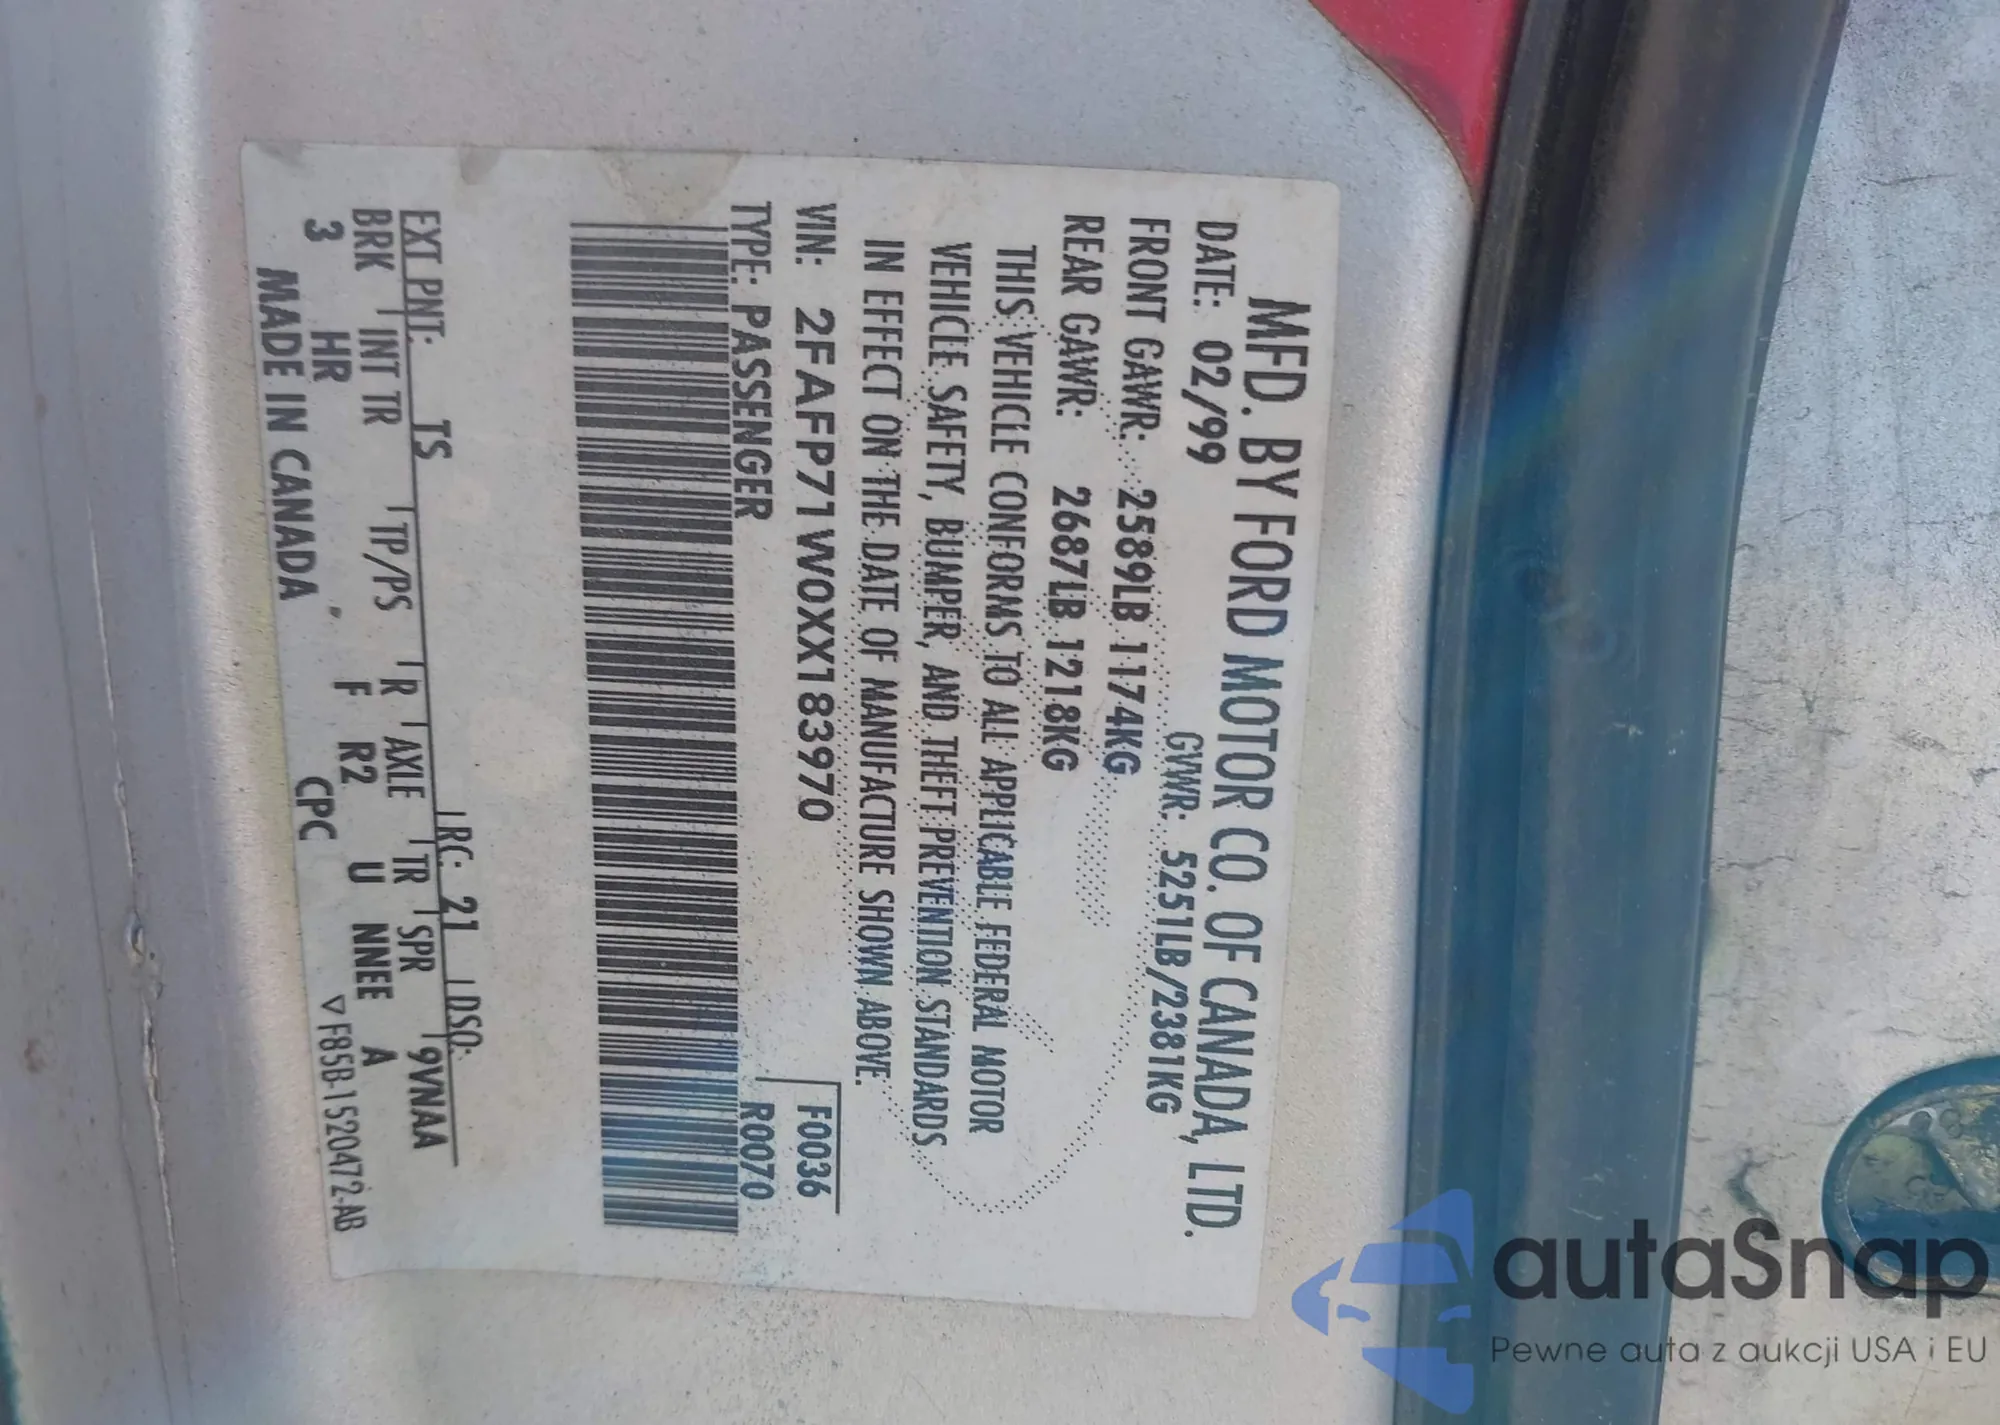 MFD. BY FORD MOTOR CO. OF CANADA, LTD.
DATE: 02/99 GVWR: 5251LB/2381KG
FRONT GAWR: 2589LB 1174KG
REAR GAWR: 2687LB 1218KG
THIS VEHICLE CONFORMS TO ALL APPLICABLE FEDERAL MOTOR
VEHICLE SAFETY, BUMPER, AND THEFT PREVENTION STANDARDS
IN EFFECT ON THE DATE OF MANUFACTURE SHOWN ABOVE.
VIN: 2FAFP71W0XX183970 F0036
TYPE: PASSENGER R0070
EXT PNT: TS RC: 21 DSO:
BRK INT TR TP/PS R AXLE TR SPR 9VNAA
3 HR F R2 U NNEE A
MADE IN CANADA CPC F85B-1520472-AB
autaSnap
Pewne auta z aukcji USA i EU